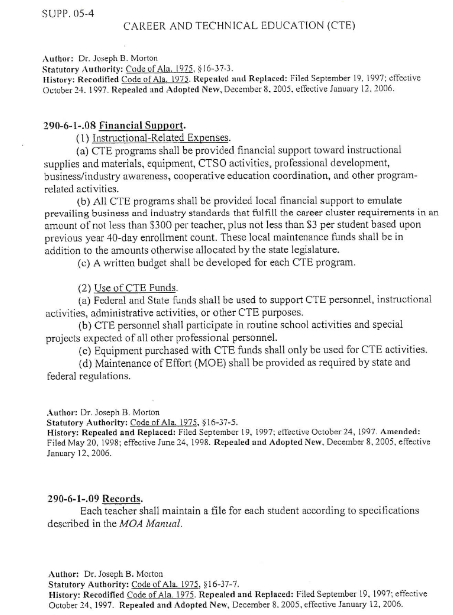 SUPP. 05-4
CAREER AND TECHNICAL EDUCATION (CTE)
Author: Dr. Joseph B. Morton
Statutory Authority: Code of Ala. 1975, §16-37-3.
History: Recodified Code of Ala. 1975. Repealed and Replaced: Filed September 19, 1997; effective
October 24. 1997. Repealed and Adopted New, December 8, 2005, effective January 12, 2006.
290-6-1-.08 Financial Support.
(1) Instructional-Related Expenses.
(a) CTE programs shall be provided financial support toward instructional
supplies and materials, equipment, CTSO activities, professional development,
business/industry awareness, cooperative education coordination, and other program-
related activities.
(b) All CTE programs shall be provided local financial support to emulate
prevailing business and industry standards that fulfill the career cluster requirements in an
amount of not less than $300 per teacher, plus not less than $3 per student based upon
previous year 40-day enrollment count. These local maintenance funds shall be in
addition to the amounts otherwise allocated by the state legislature.
(c) A written budget shall be developed for each CTE program.
(2) Use of CTE Funds.
(a) Federal and State funds shall be used to support CTE personnel, instructional
activities, administrative activities, or other CTE purposes.
(b) CTE personnel shall participate in routine school activities and special
projects expected of all other professional personnel.
(c) Equipment purchased with CTE funds shall only be used for CTE activities.
(d) Maintenance of Effort (MOE) shall be provided as required by state and
federal regulations.
Author: Dr. Joseph B. Morton
Statutory Authority: Code of Ala. 1975, §16-37-5.
History: Repealed and Replaced: Filed September 19, 1997; effective October 24, 1997. Amended:
Filed May 20, 1998; effective June 24, 1998. Repealed and Adopted New, December 8, 2005, effective
January 12, 2006.
290-6-1-.09 Records.
Each teacher shall maintain a file for each student according to specifications
described in the MOA Manual.
Author: Dr. Joseph B. Morton
Statutory Authority: Code of Ala. 1975, §16-37-7.
History: Recodified Code of Ala. 1975. Repealed and Replaced: Filed September 19, 1997; effective
October 24, 1997. Repealed and Adopted New, December 8, 2005, effective January 12, 2006.